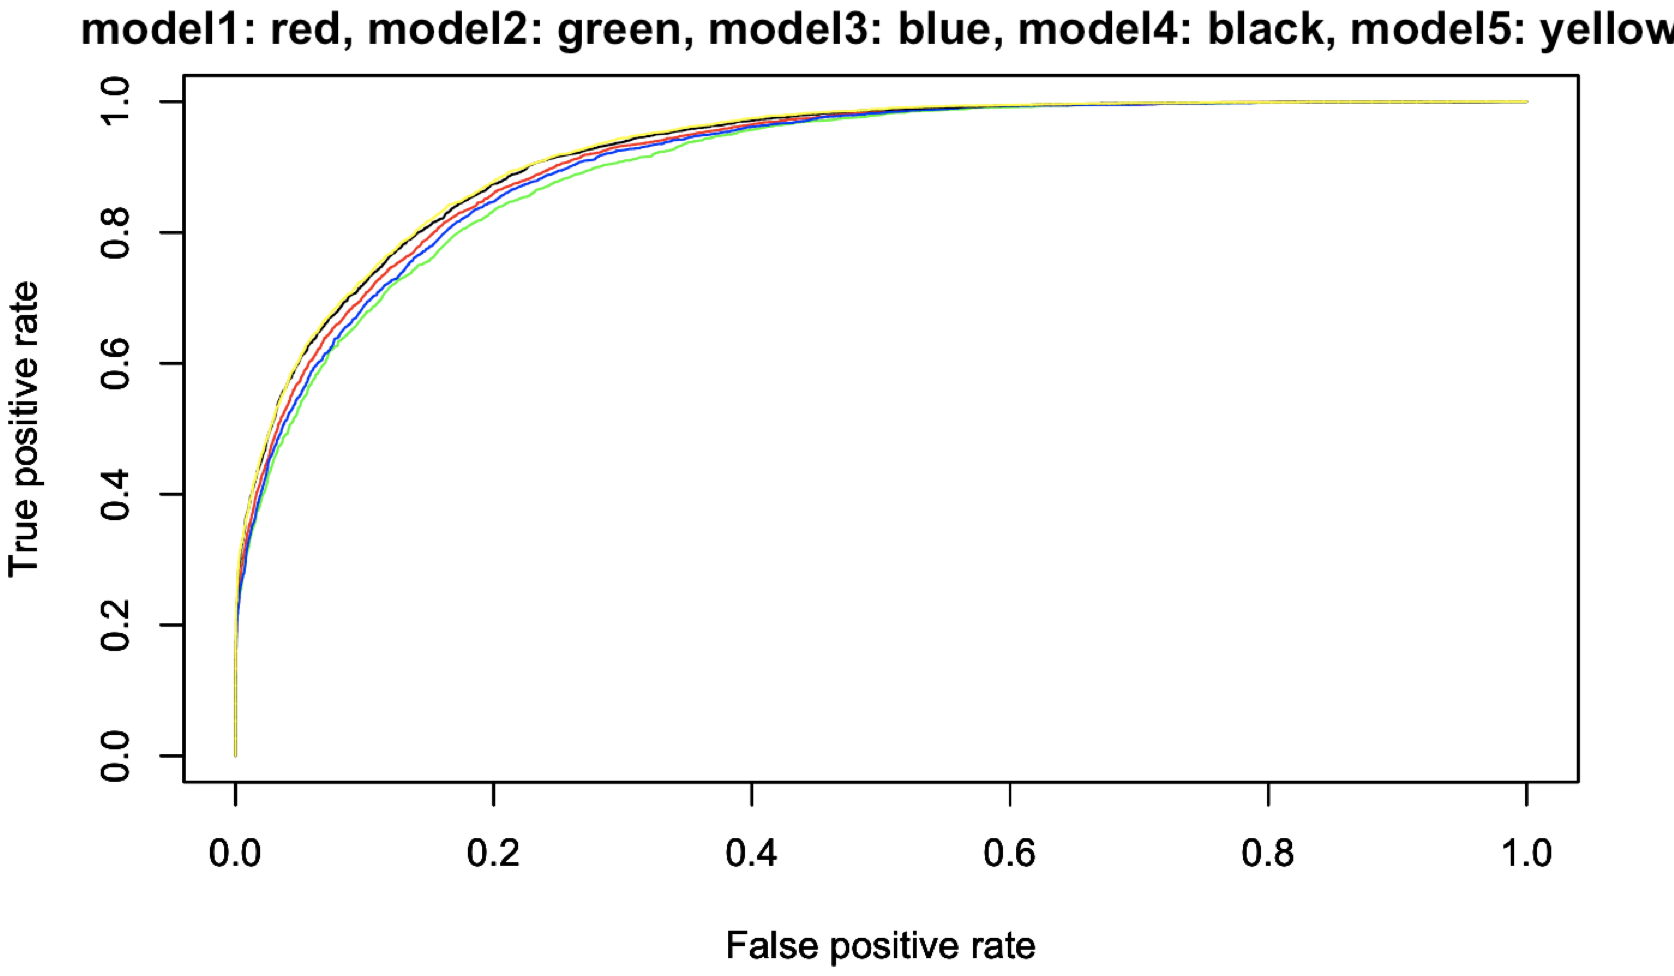 model1: red, model2: green, model3: blue, model4: black, model5: yellow
True positive rate
1.0
0.8
0.6
0.4
0.2
0.0
0.0 0.2 0.4 0.6 0.8 1.0
False positive rate